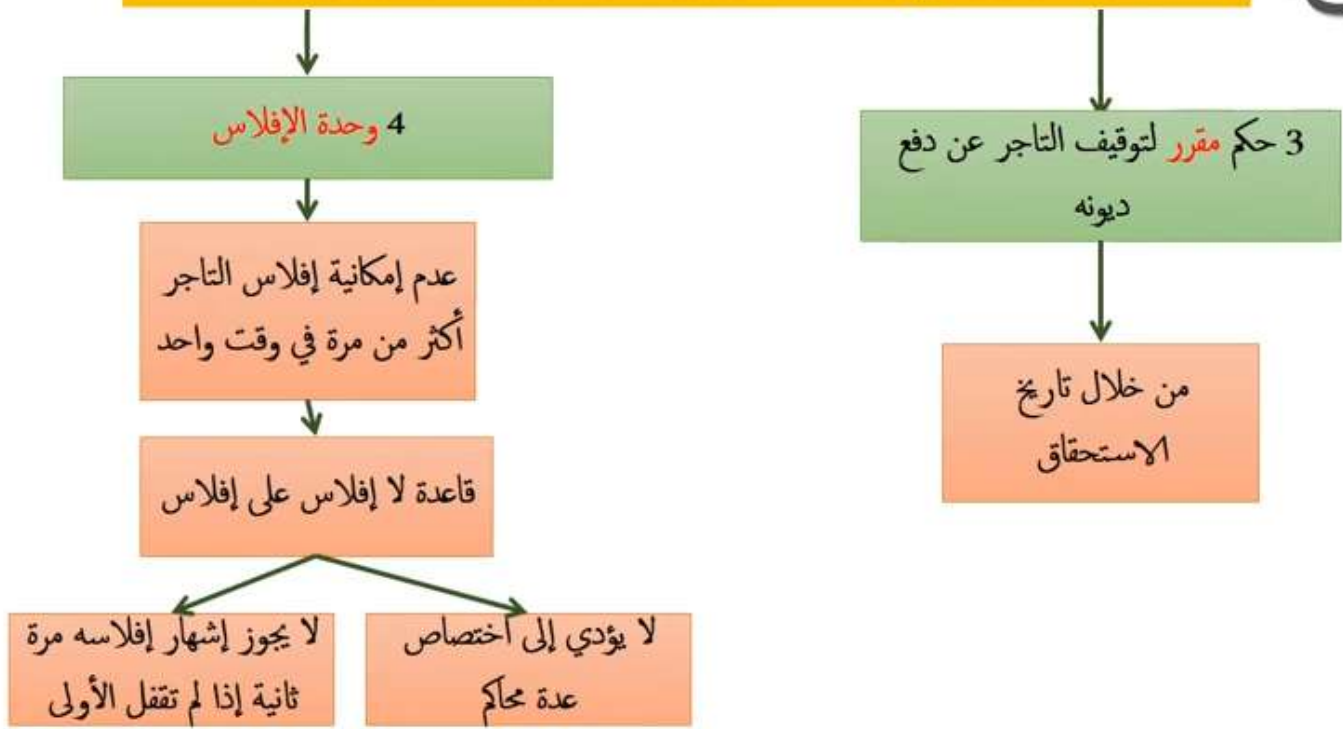 3 حكم مقرر لتوقيف التاجر عن دفع
ديونه
من خلال تاريخ
الاستحقاق
4 وحدة الإفلاس
عدم إمكانية إفلاس التاجر
أكثر من مرة في وقت واحد
قاعدة لا إفلاس على إفلاس
لا يؤدي إلى اختصاص
عدة محاكم
لا يجوز إشهار إفلاسه مرة
ثانية إذا لم تقفل الأولى